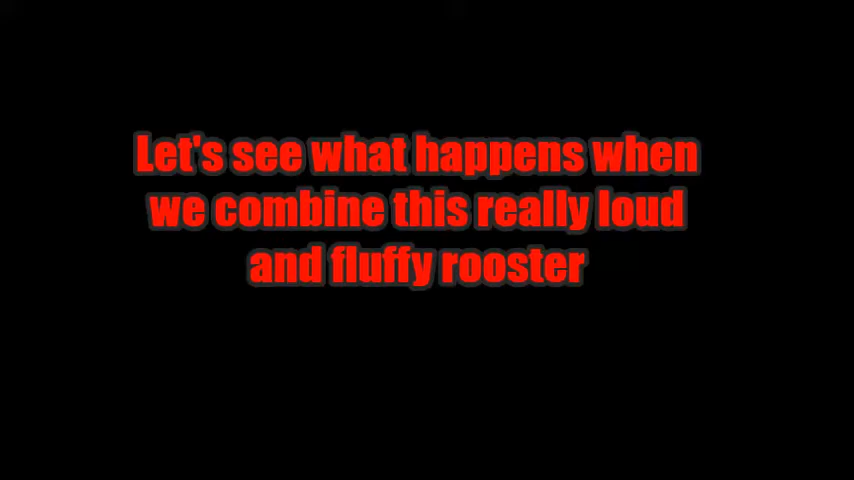 Let's see what happens when
we combine this really loud
and fluffy rooster